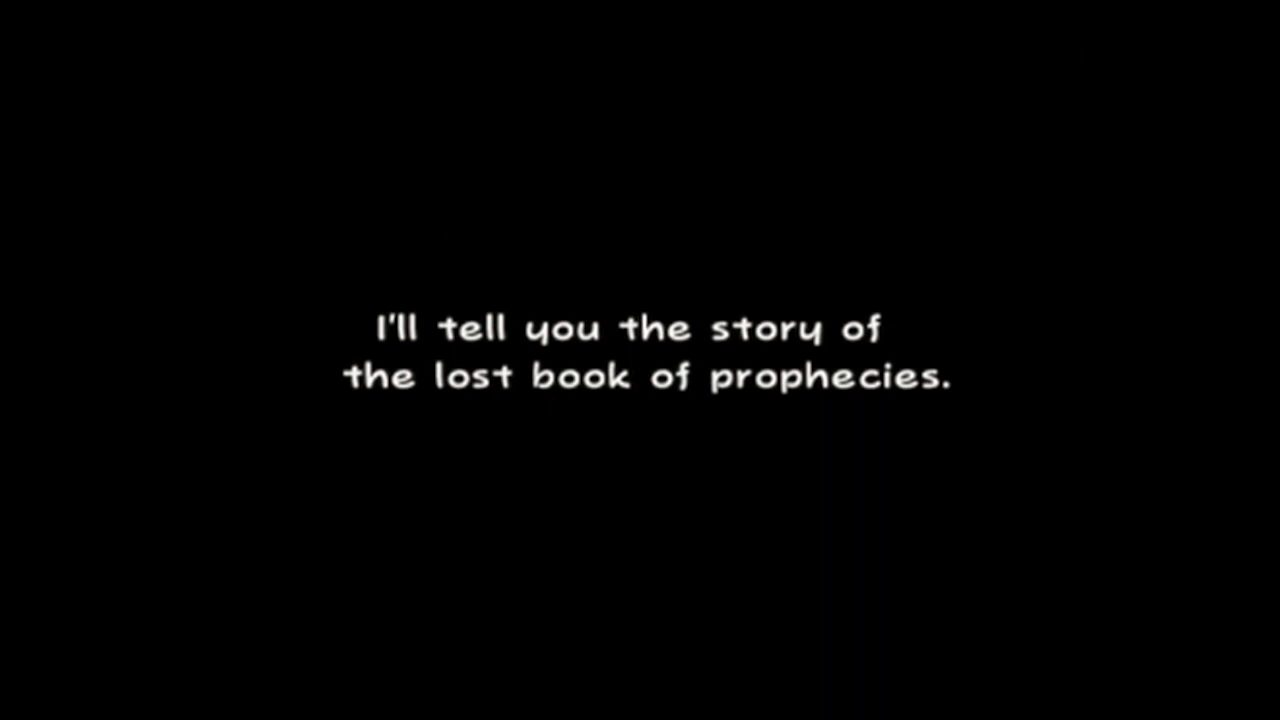 I'll tell you the story of
the lost book of prophecies.